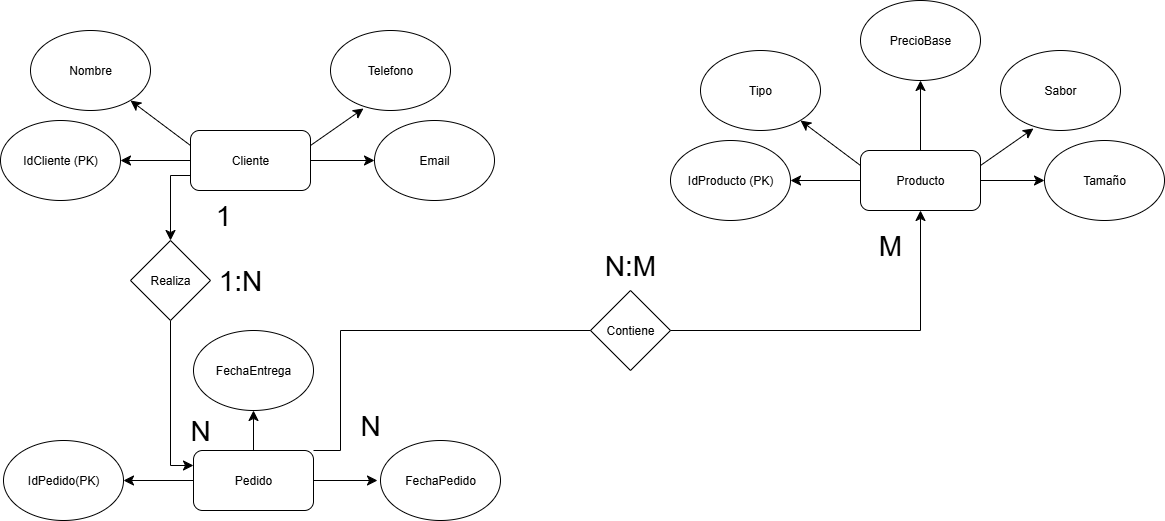 PrecioBase
Nombre
Telefono
Tipo
Sabor
IdCliente (PK)
Cliente
Email
IdProducto (PK)
Producto
Tamaño
1
M
Realiza
1:N
N:M
Contiene
FechaEntrega
N
N
IdPedido(PK)
Pedido
FechaPedido